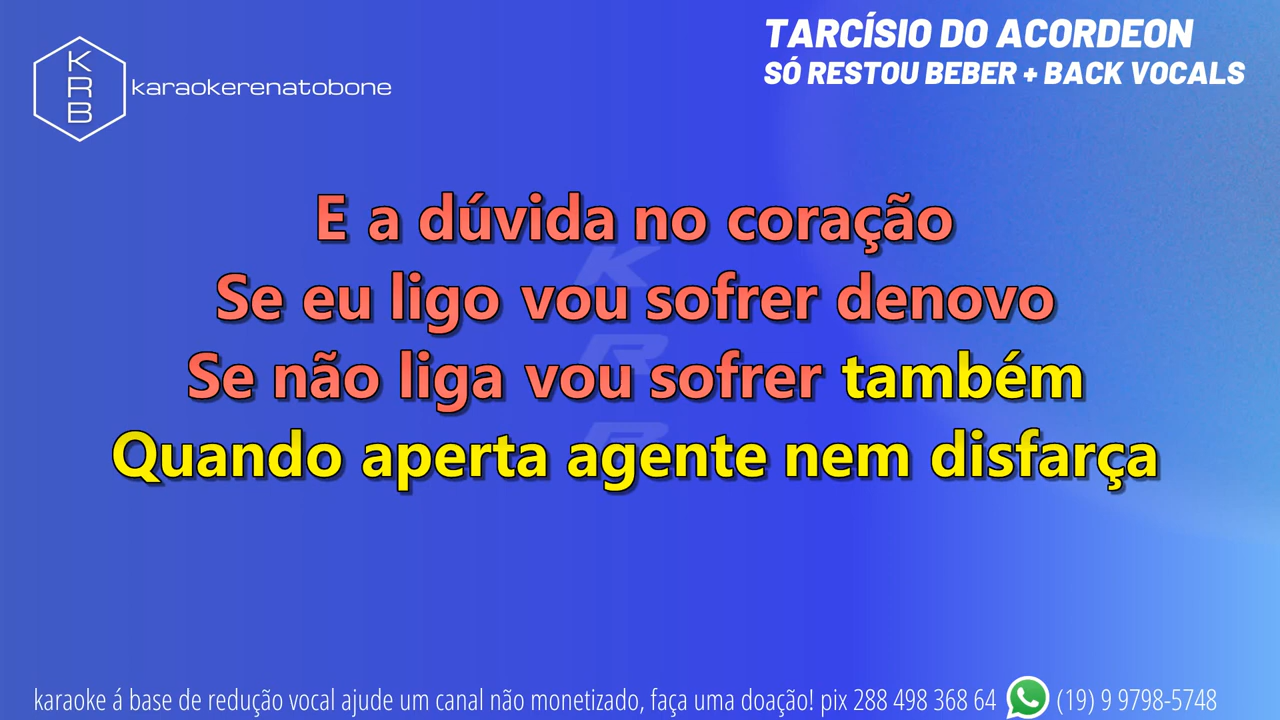 TARCÍSIO DO ACORDEON
SÓ RESTOU BEBER + BACK VOCALS
K
R
B
karaokerenatobone
E a dúvida no coração
Se eu ligo vou sofrer denovo
Se não liga vou sofrer também
Quando aperta agente nem disfarça
K
R
B
karaoke á base de redução vocal ajude um canal não monetizado, faça uma doação! pix 288 498 368 64 (19) 9 9798-5748